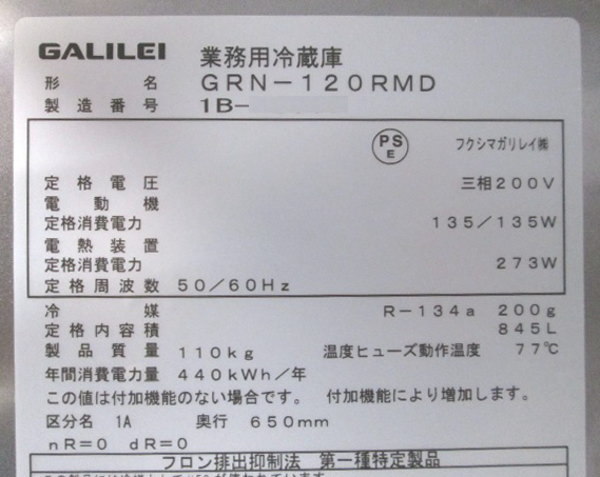 GALILEI 業務用冷蔵庫
形名 GRN-120RMD
製造番号 1B-
PS E フクシマガリレイ㈱
定格電圧 三相200V
電動機
定格消費電力 135/135W
電熱装置
定格消費電力 273W
定格周波数 50/60Hz
冷媒 R-134a 200g
定格内容積 845L
製品質量 110kg 温度ヒューズ動作温度 77℃
年間消費電力量 440kWh/年
この値は付加機能のない場合です。 付加機能により増加します。
区分名 1A 奥行 650mm
nR=0 dR=0
フロン排出抑制法 第一種特定製品